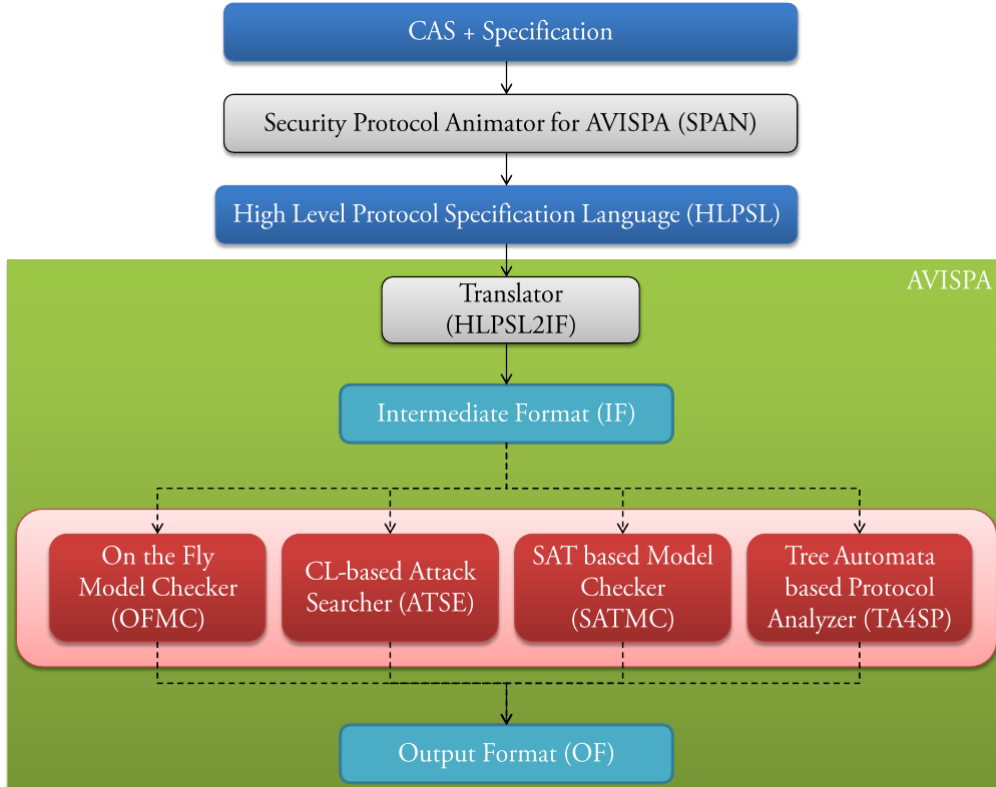 CAS + Specification
Security Protocol Animator for AVISPA (SPAN)
High Level Protocol Specification Language (HLPSL)
AVISPA
Translator
(HLPSL2IF)
Intermediate Format (IF)
On the Fly
Model Checker
(OFMC)
CL-based Attack
Searcher (ATSE)
SAT based Model
Checker
(SATMC)
Tree Automata
based Protocol
Analyzer (TA4SP)
Output Format (OF)